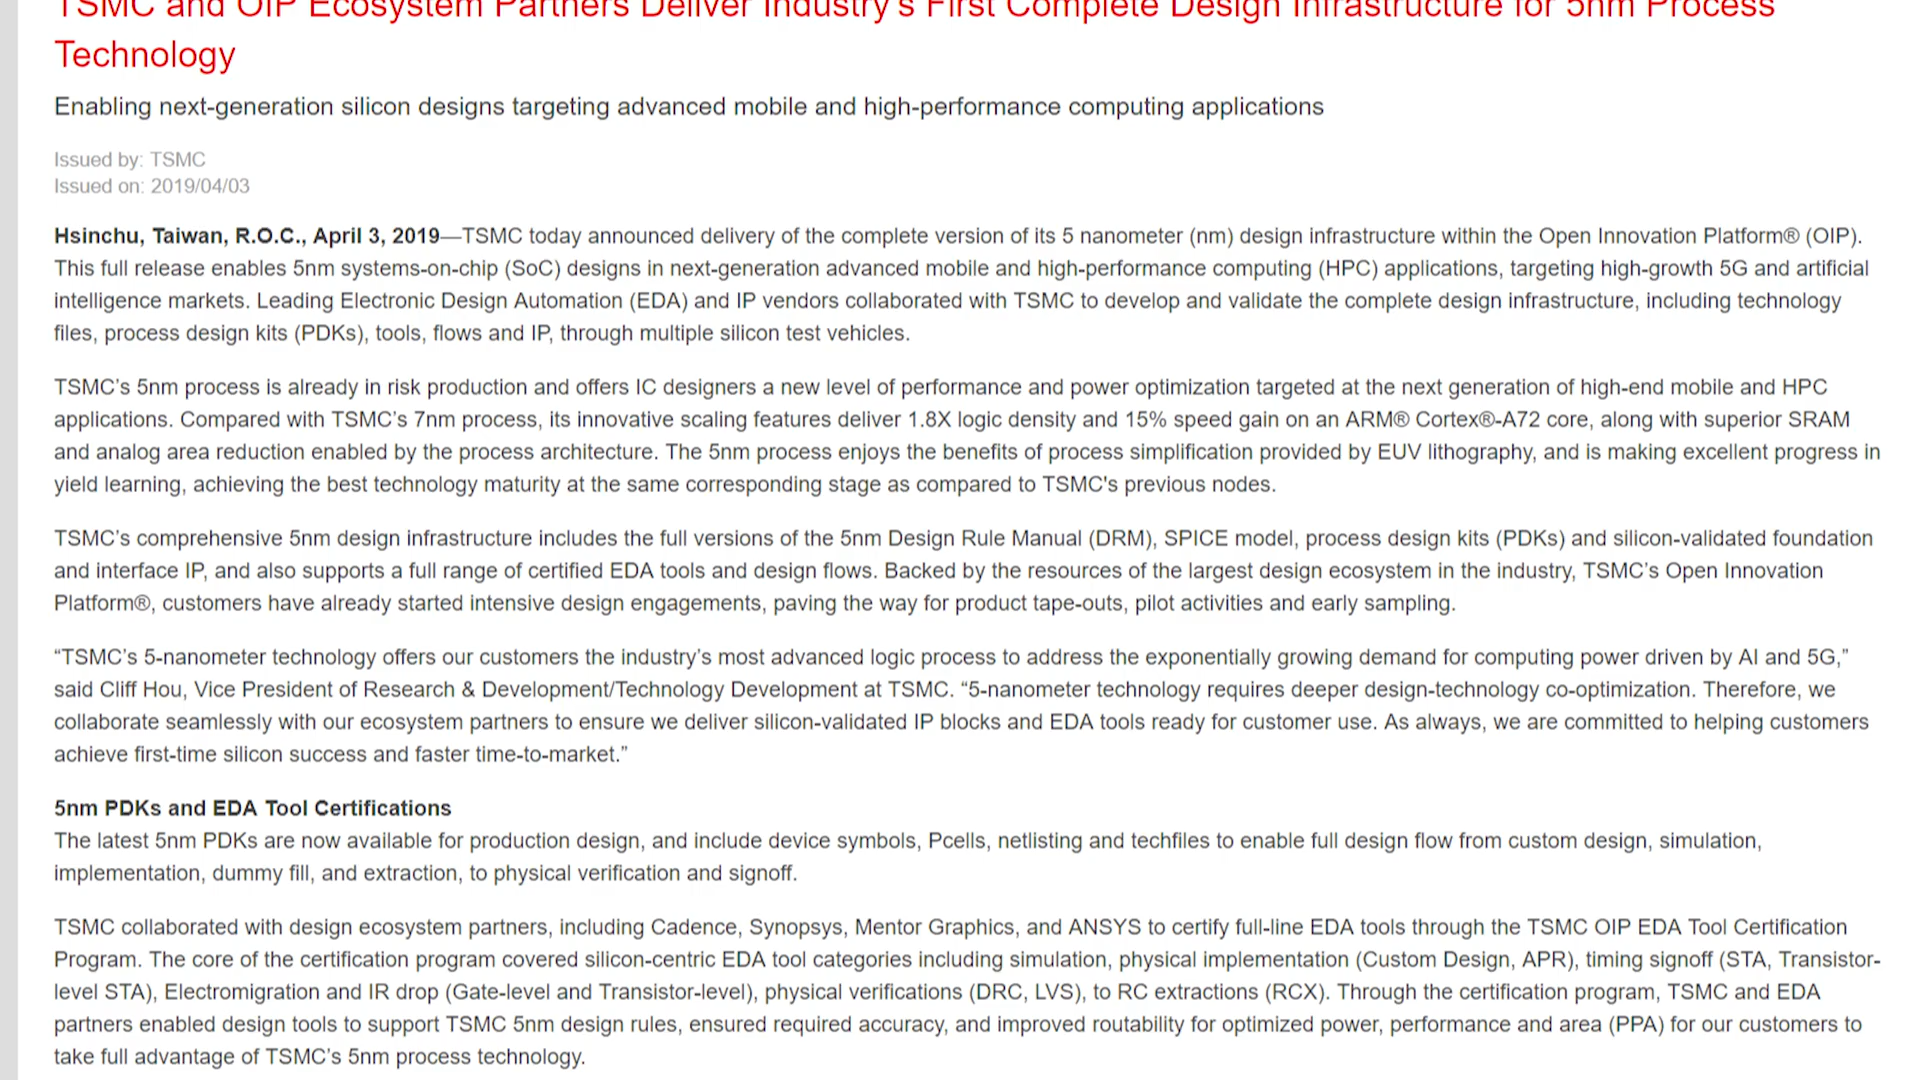 TSMC and OIP Ecosystem Partners Deliver Industry's First Complete Design Infrastructure for 5nm Process
Technology
Enabling next-generation silicon designs targeting advanced mobile and high-performance computing applications
Issued by: TSMC
Issued on: 2019/04/03
Hsinchu, Taiwan, R.O.C., April 3, 2019—TSMC today announced delivery of the complete version of its 5 nanometer (nm) design infrastructure within the Open Innovation Platform® (OIP).
This full release enables 5nm systems-on-chip (SoC) designs in next-generation advanced mobile and high-performance computing (HPC) applications, targeting high-growth 5G and artificial
intelligence markets. Leading Electronic Design Automation (EDA) and IP vendors collaborated with TSMC to develop and validate the complete design infrastructure, including technology
files, process design kits (PDKs), tools, flows and IP, through multiple silicon test vehicles.
TSMC’s 5nm process is already in risk production and offers IC designers a new level of performance and power optimization targeted at the next generation of high-end mobile and HPC
applications. Compared with TSMC’s 7nm process, its innovative scaling features deliver 1.8X logic density and 15% speed gain on an ARM® Cortex®-A72 core, along with superior SRAM
and analog area reduction enabled by the process architecture. The 5nm process enjoys the benefits of process simplification provided by EUV lithography, and is making excellent progress in
yield learning, achieving the best technology maturity at the same corresponding stage as compared to TSMC's previous nodes.
TSMC’s comprehensive 5nm design infrastructure includes the full versions of the 5nm Design Rule Manual (DRM), SPICE model, process design kits (PDKs) and silicon-validated foundation
and interface IP, and also supports a full range of certified EDA tools and design flows. Backed by the resources of the largest design ecosystem in the industry, TSMC’s Open Innovation
Platform®, customers have already started intensive design engagements, paving the way for product tape-outs, pilot activities and early sampling.
“TSMC’s 5-nanometer technology offers our customers the industry’s most advanced logic process to address the exponentially growing demand for computing power driven by AI and 5G,”
said Cliff Hou, Vice President of Research & Development/Technology Development at TSMC. “5-nanometer technology requires deeper design-technology co-optimization. Therefore, we
collaborate seamlessly with our ecosystem partners to ensure we deliver silicon-validated IP blocks and EDA tools ready for customer use. As always, we are committed to helping customers
achieve first-time silicon success and faster time-to-market.”
5nm PDKs and EDA Tool Certifications
The latest 5nm PDKs are now available for production design, and include device symbols, Pcells, netlisting and techfiles to enable full design flow from custom design, simulation,
implementation, dummy fill, and extraction, to physical verification and signoff.
TSMC collaborated with design ecosystem partners, including Cadence, Synopsys, Mentor Graphics, and ANSYS to certify full-line EDA tools through the TSMC OIP EDA Tool Certification
Program. The core of the certification program covered silicon-centric EDA tool categories including simulation, physical implementation (Custom Design, APR), timing signoff (STA, Transistor-
level STA), Electromigration and IR drop (Gate-level and Transistor-level), physical verifications (DRC, LVS), to RC extractions (RCX). Through the certification program, TSMC and EDA
partners enabled design tools to support TSMC 5nm design rules, ensured required accuracy, and improved routability for optimized power, performance and area (PPA) for our customers to
take full advantage of TSMC’s 5nm process technology.